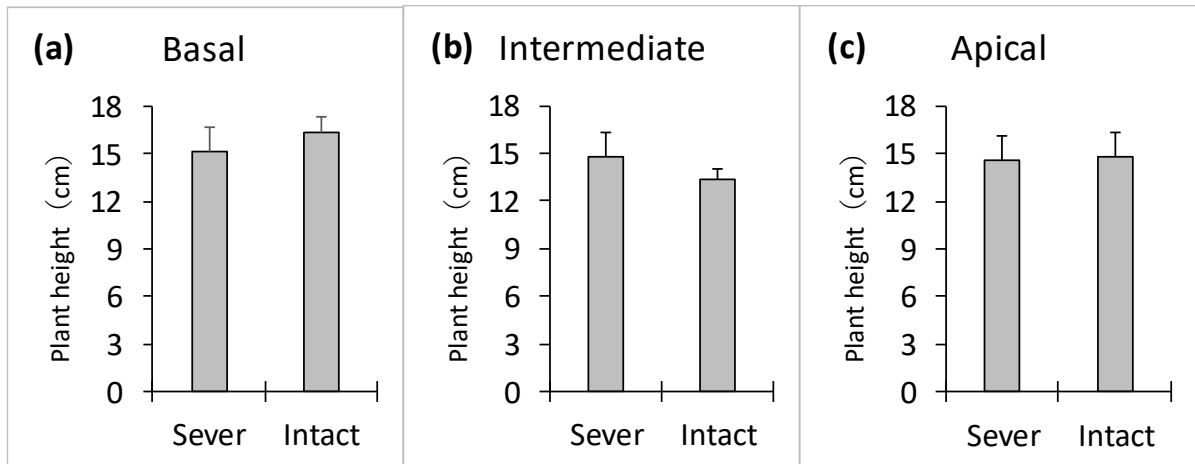 (a) Basal
18
15
12
9
6
3
0
Plant height（cm）
Sever Intact
(b) Intermediate
18
15
12
9
6
3
0
Plant height（cm）
Sever Intact
(c) Apical
18
15
12
9
6
3
0
Plant height（cm）
Sever Intact